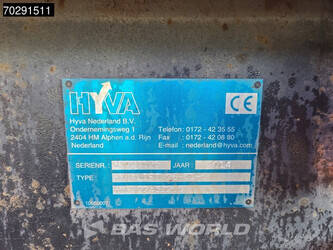 70291511
HYVA
CE
Hyva Nederland B.V.
Ondernemingsweg 1 Telefon: 0172 - 42 35 55
2404 HM Alphen a.d. Rijn Fax : 0172 - 42 08 80
Nederland E-mail : nederland@hyva.com
SERIENR. JAAR
TYPE:
BAS WORLD